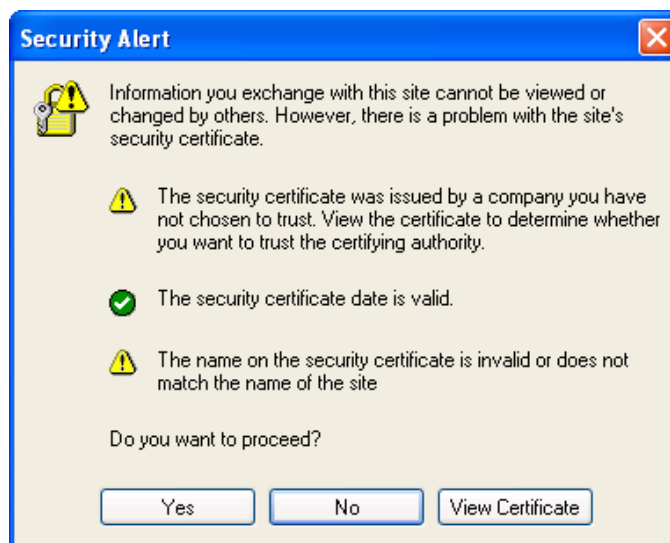 Security Alert
Information you exchange with this site cannot be viewed or
changed by others. However, there is a problem with the site's
security certificate.
The security certificate was issued by a company you have
not chosen to trust. View the certificate to determine whether
you want to trust the certifying authority.
The security certificate date is valid.
The name on the security certificate is invalid or does not
match the name of the site
Do you want to proceed?
Yes No View Certificate